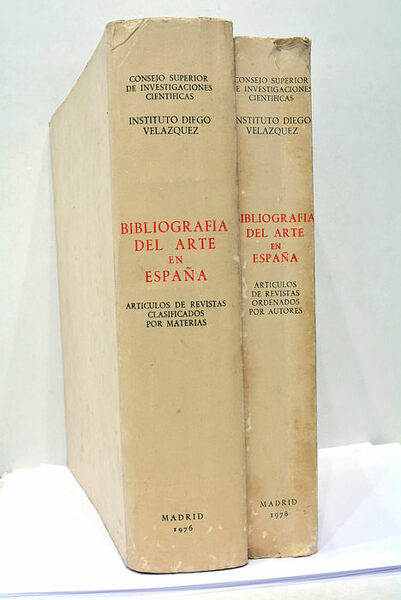 CONSEJO SUPERIOR
DE INVESTIGACIONES
CIENTÍFICAS
INSTITUTO DIEGO
VELAZQUEZ
BIBLIOGRAFIA
DEL ARTE
EN
ESPAÑA
ARTICULOS DE REVISTAS
CLASIFICADOS
POR MATERIAS
MADRID
1976
CONSEJO SUPERIOR
DE INVESTIGACIONES
CIENTÍFICAS
INSTITUTO DIEGO
VELAZQUEZ
BIBLIOGRAFIA
DEL ARTE
EN
ESPAÑA
ARTICULOS
DE REVISTAS
ORDENADOS
POR AUTORES
MADRID
1978